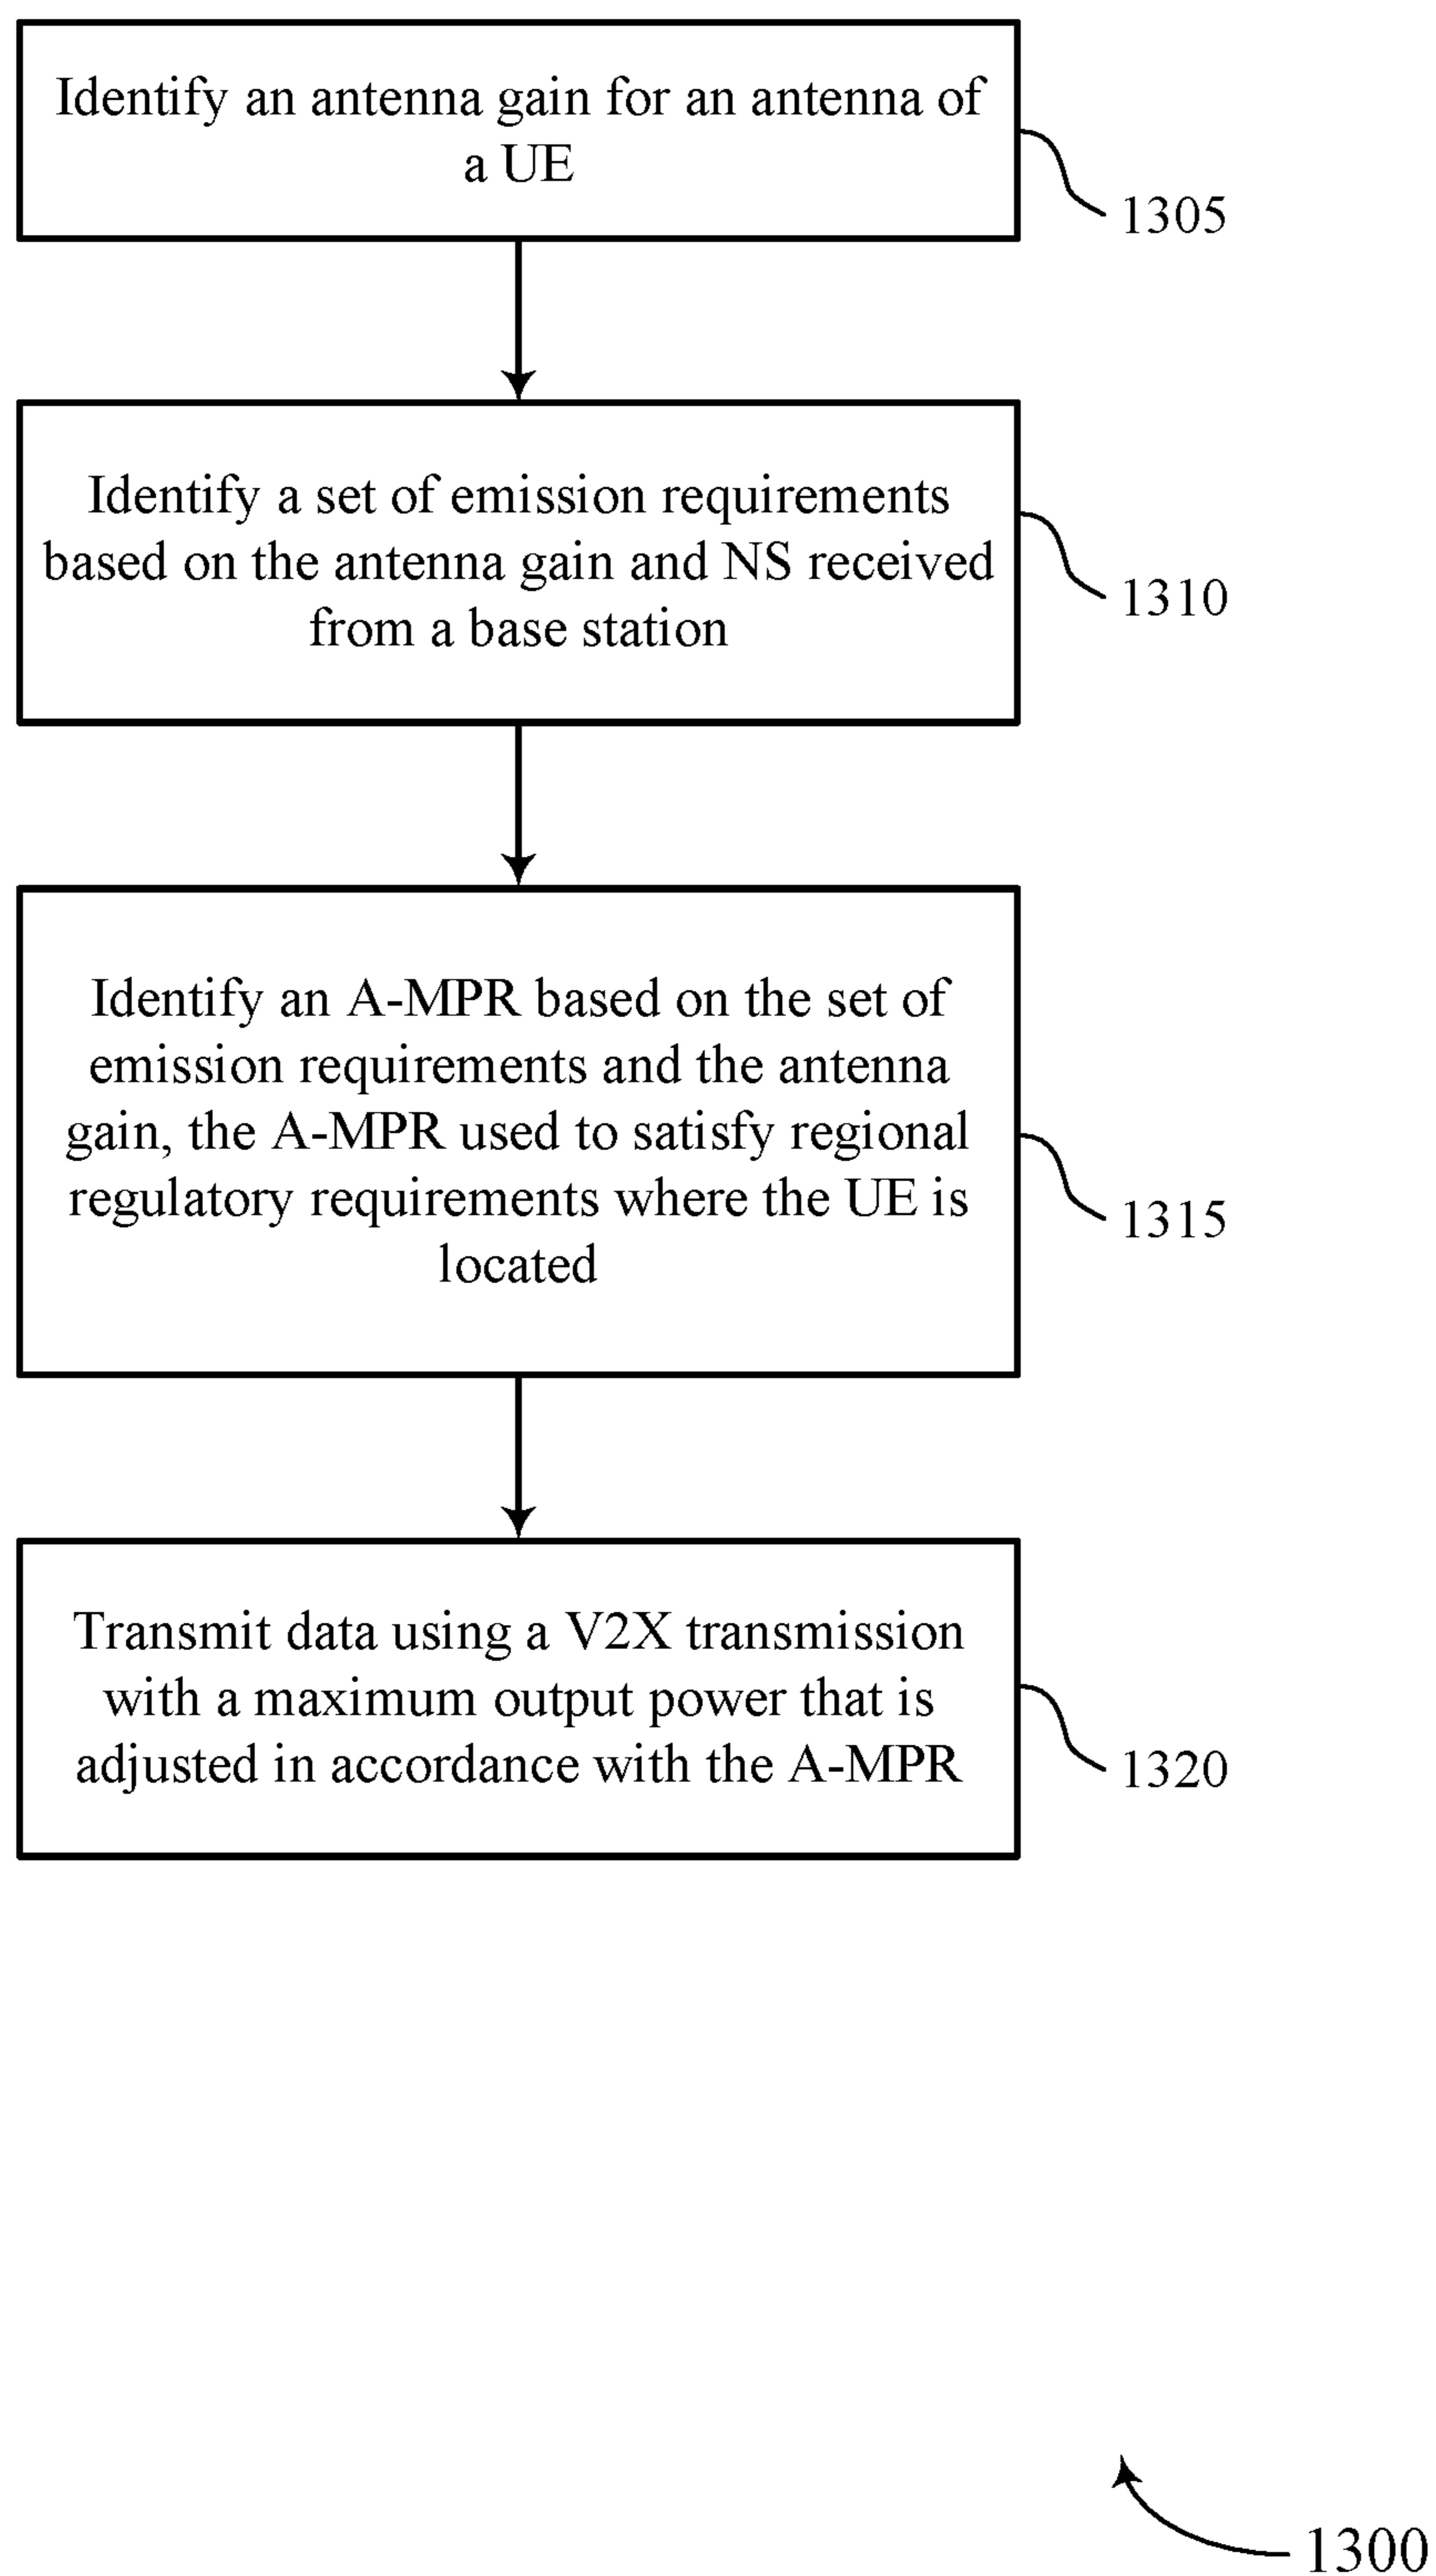 Identify an antenna gain for an antenna of
a UE
1305
Identify a set of emission requirements
based on the antenna gain and NS received
from a base station
1310
Identify an A-MPR based on the set of
emission requirements and the antenna
gain, the A-MPR used to satisfy regional
regulatory requirements where the UE is
located
1315
Transmit data using a V2X transmission
with a maximum output power that is
adjusted in accordance with the A-MPR
1320
1300